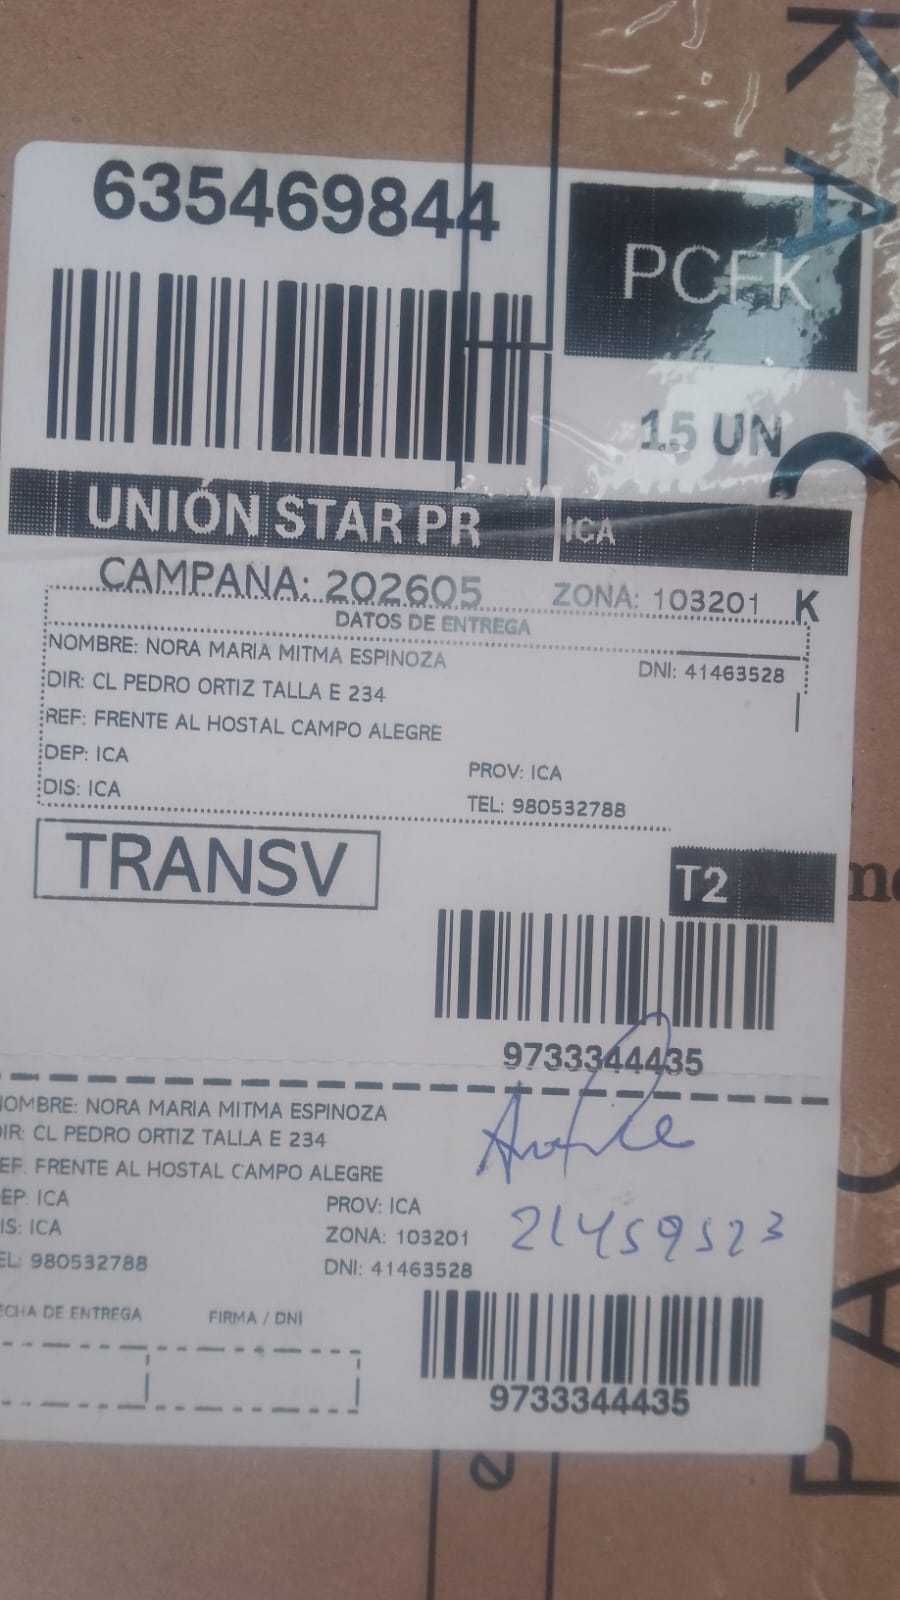 635469844
PCFK
15 UN
UNIÓN STAR PR
ICA
CAMPAÑA: 202605
ZONA: 103201 K
DATOS DE ENTREGA
NOMBRE: NORA MARIA MITMA ESPINOZA
DNI: 41463528
DIR: CL PEDRO ORTIZ TALLA E 234
REF: FRENTE AL HOSTAL CAMPO ALEGRE
DEP: ICA
PROV: ICA
DIS: ICA
TEL: 980532788
TRANSV
T2
9733344435
NOMBRE: NORA MARIA MITMA ESPINOZA
DIR: CL PEDRO ORTIZ TALLA E 234
REF: FRENTE AL HOSTAL CAMPO ALEGRE
EP: ICA
PROV: ICA
IS: ICA
ZONA: 103201
21459523
EL: 980532788
DNI: 41463528
ECHA DE ENTREGA
FIRMA / DNI
9733344435